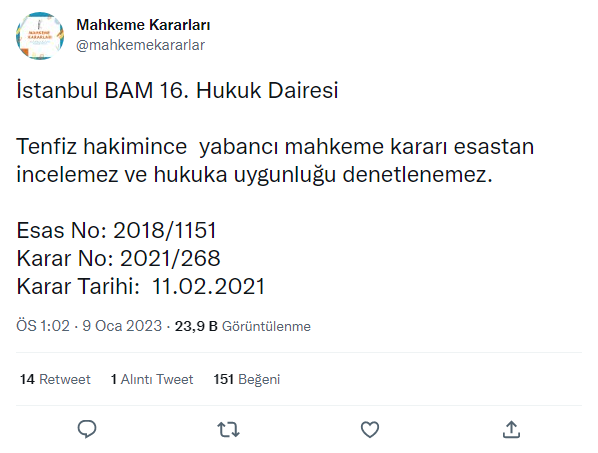 Mahkeme Kararları
@mahkemekararlar
MAHKEME
KARARLARI
İstanbul BAM 16. Hukuk Dairesi
Tenfiz hakimince  yabancı mahkeme kararı esastan
incelemez ve hukuka uygunluğu denetlenemez.
Esas No: 2018/1151
Karar No: 2021/268
Karar Tarihi:  11.02.2021
ÖS 1:02 · 9 Oca 2023 · 23,9 B Görüntülenme
14 Retweet 1 Alıntı Tweet 151 Beğeni